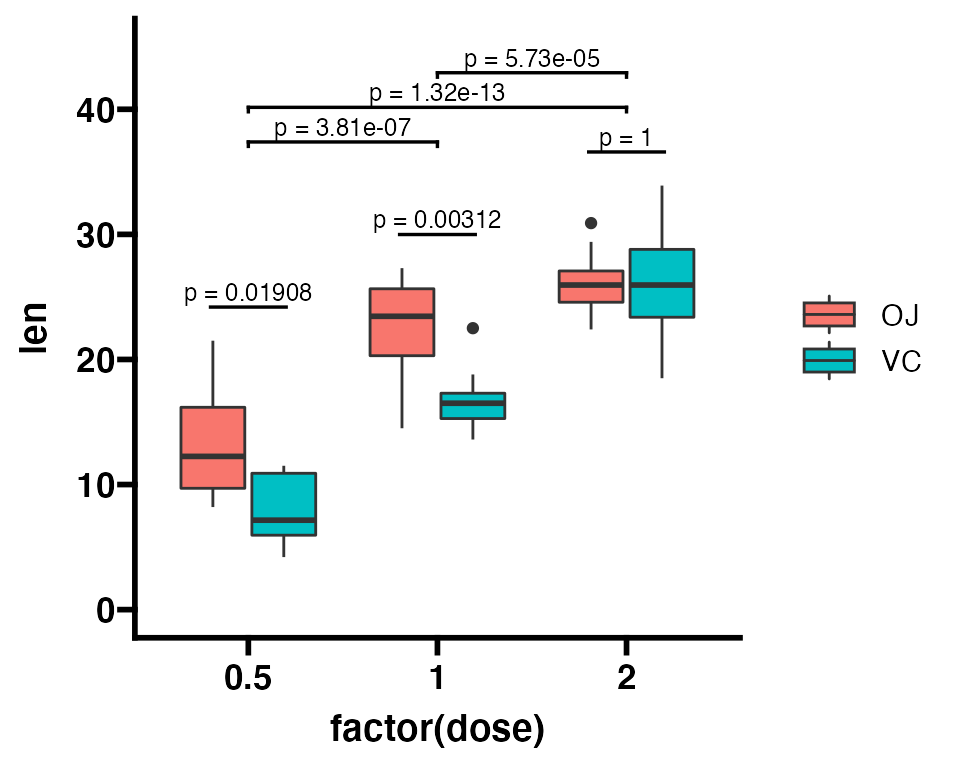 p = 5.73e-05
p = 1.32e-13
p = 3.81e-07
p = 1
p = 0.00312
p = 0.01908
40
30
20
10
0
len
OJ
VC
0.5 1 2
factor(dose)